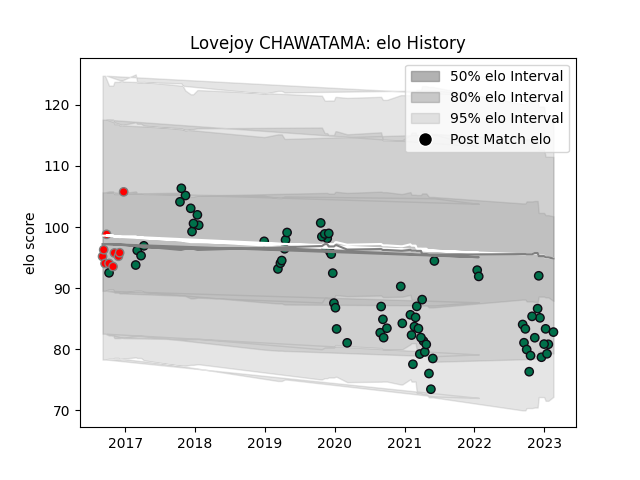 Lovejoy CHAWATAMA: elo History
50% elo Interval
80% elo Interval
95% elo Interval
Post Match elo
elo score
120
110
100
90
80
70
2017 2018 2019 2020 2021 2022 2023